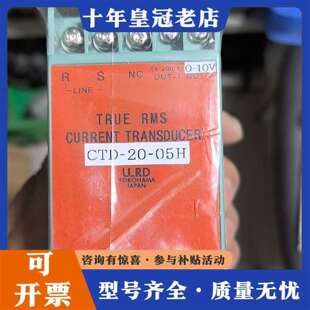 十年皇冠老店
R S NC
0-10V
-LINE- OUT
TRUE RMS
CURRENT TRANSDUCER
CTD-20-05H
U_RD
YOKOHAMA
JAPAN
可
开票
咨询有惊喜·参与补贴活动
型号齐全·质量无忧